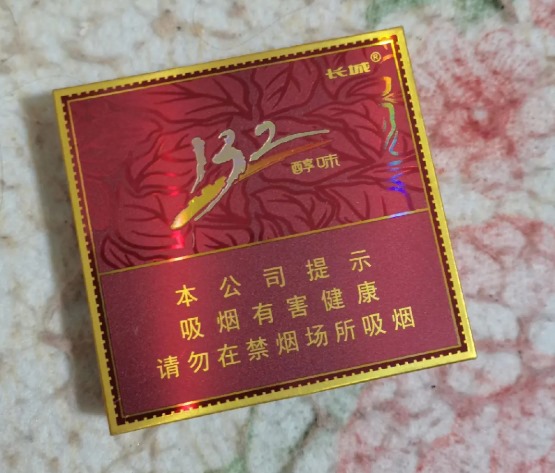 长城®
132
醇味
本公司提示
吸烟有害健康
请勿在禁烟场所吸烟